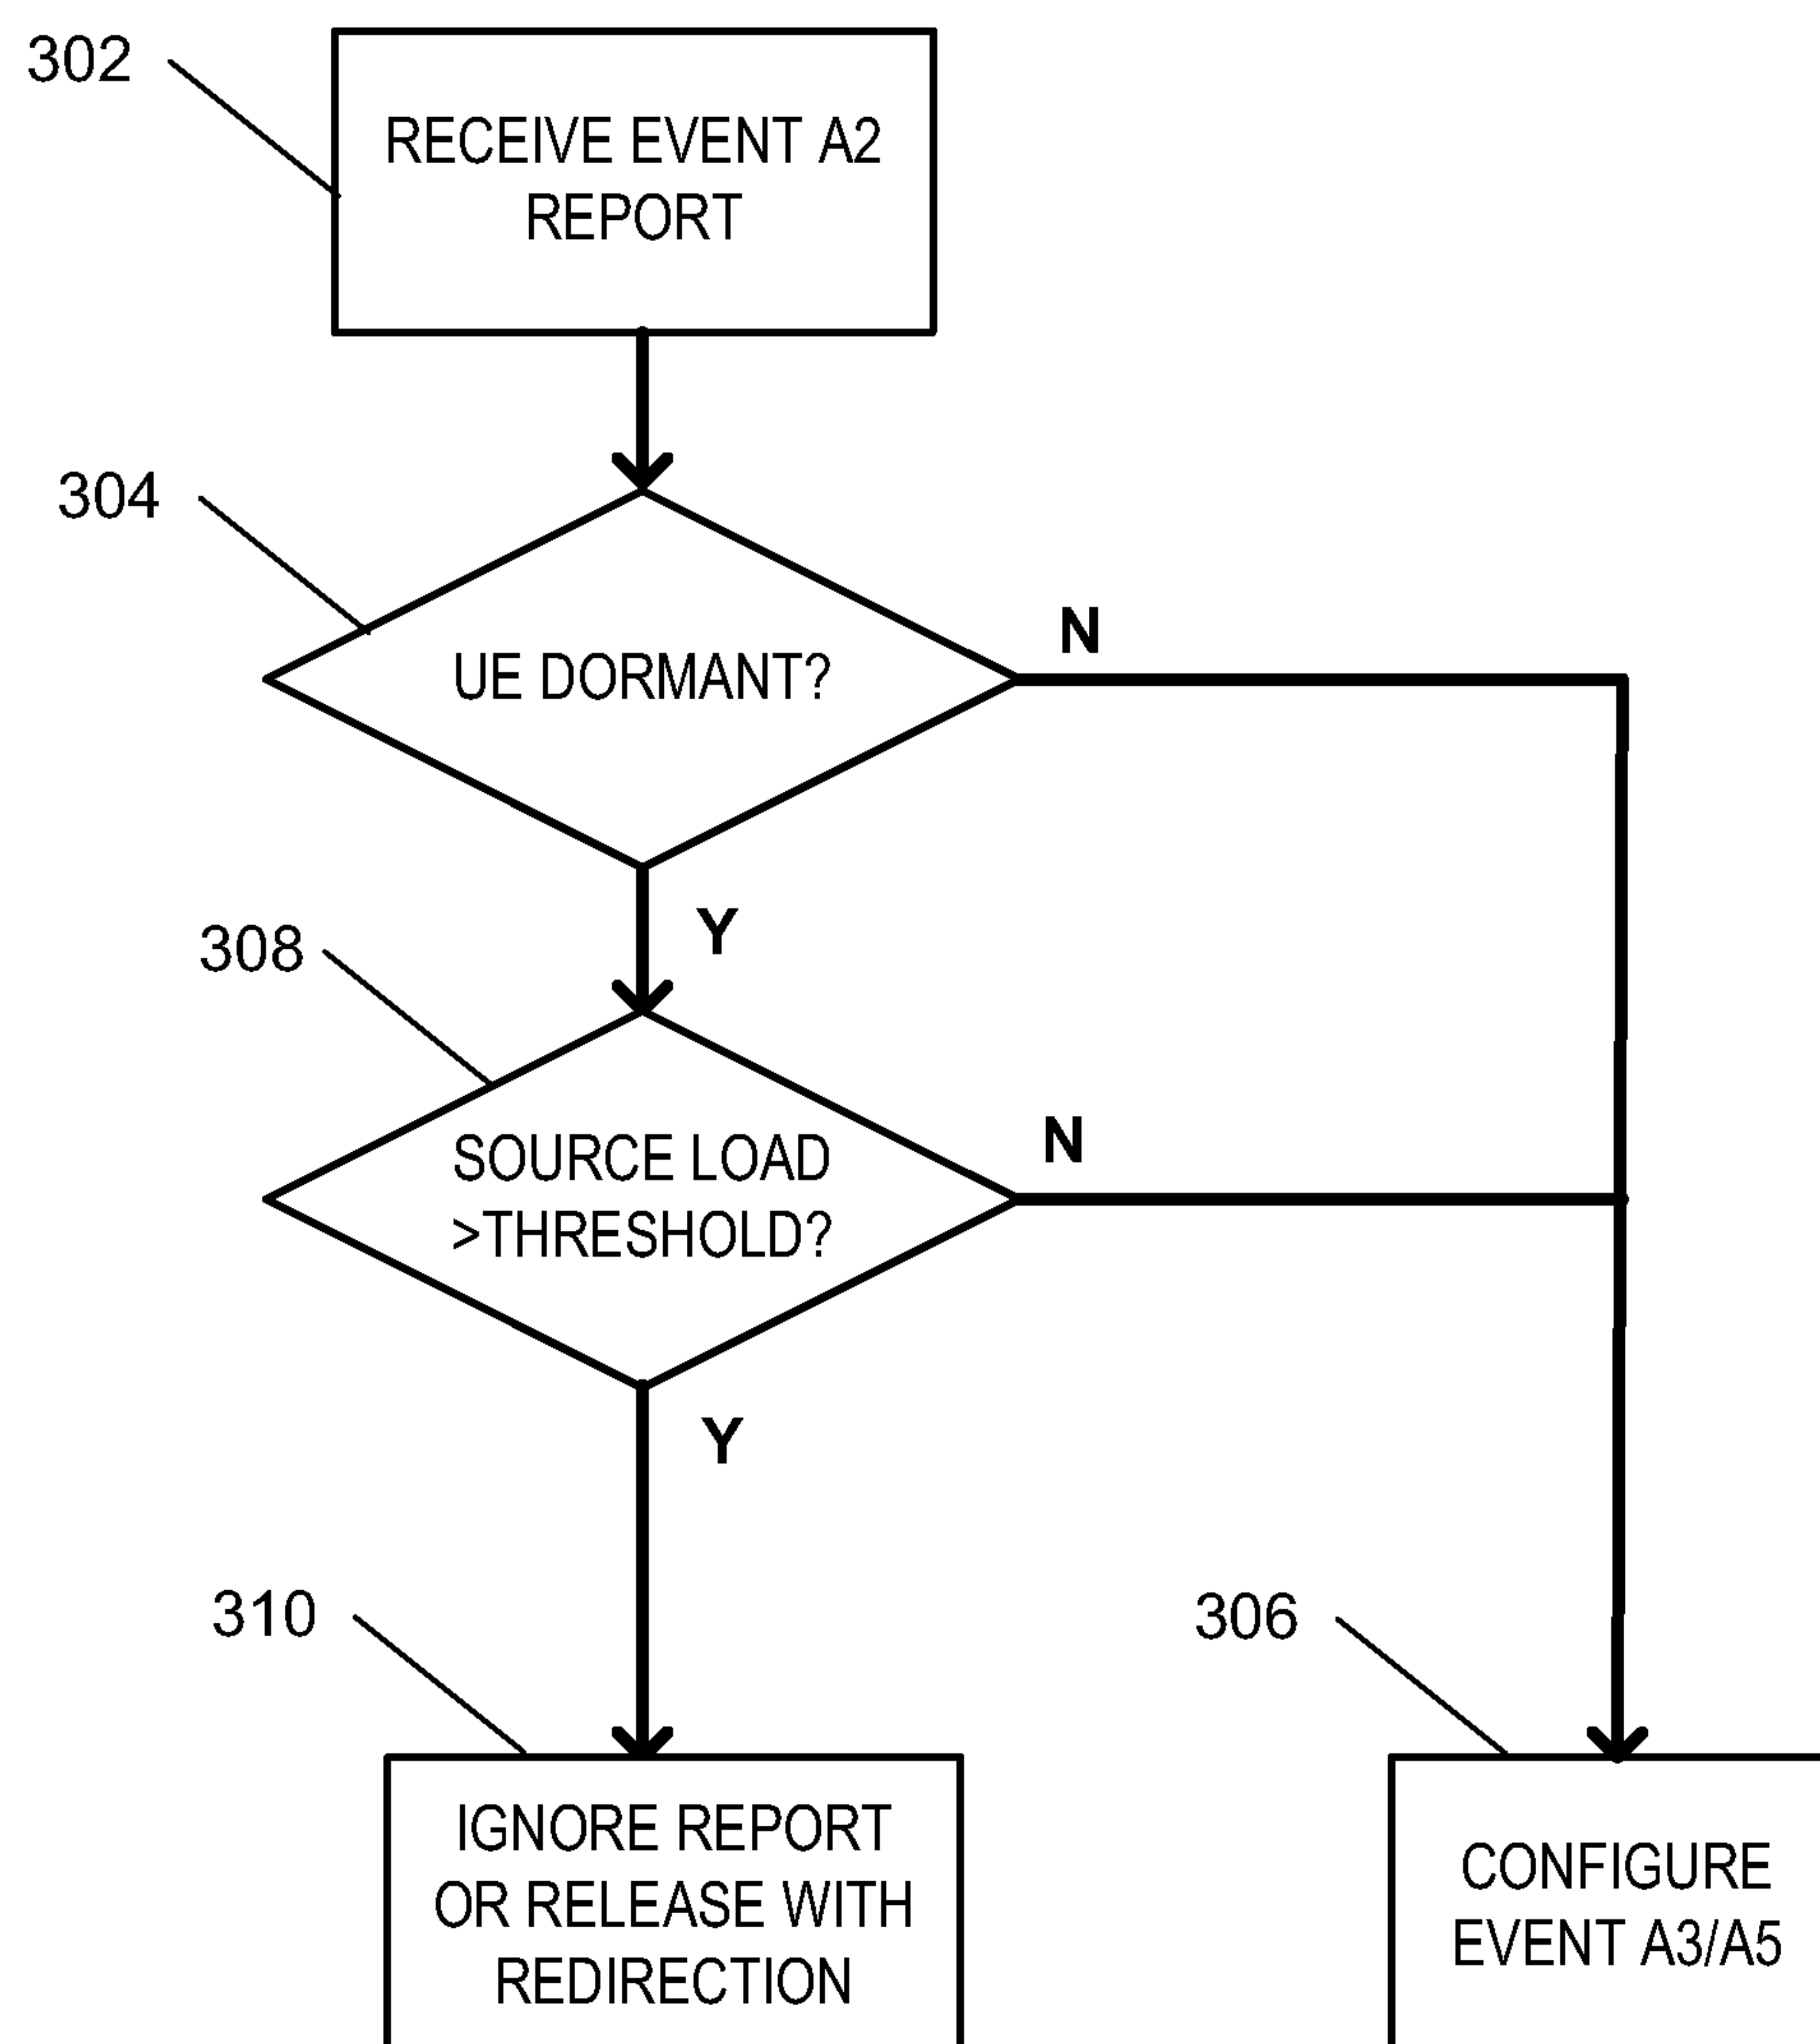 302
RECEIVE EVENT A2
REPORT
304
UE DORMANT?
N
Y
308
SOURCE LOAD
>THRESHOLD?
N
Y
310
306
IGNORE REPORT
OR RELEASE WITH
REDIRECTION
CONFIGURE
EVENT A3/A5